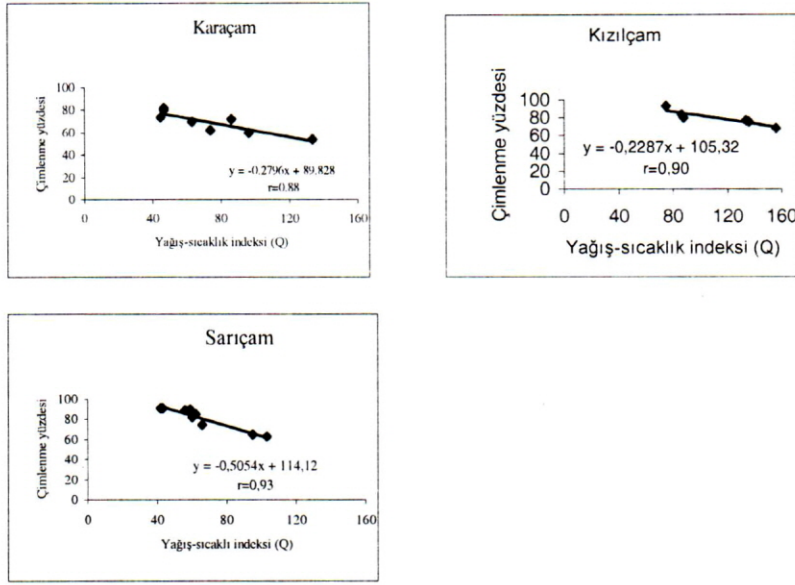 Karaçam
Çimlenme yüzdesi
100
80
60
40
20
0
y = -0.2796x + 89.828
r=0.88
0 40 80 120 160
Yağış-sıcaklık indeksi (Q)
Kızılçam
Çimlenme yüzdesi
100
80
60
40
20
0
y = -0,2287x + 105,32
r=0.90
0 40 80 120 160
Yağış-sıcaklık indeksi (Q)
Sarıçam
Çimlenme yüzdesi
100
80
60
40
20
0
y = -0,5054x + 114,12
r=0,93
0 40 80 120 160
Yağış-sıcaklı indeksi (Q)